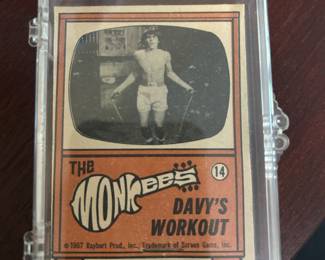 THE
MONKEES
14
DAVY'S
WORKOUT
© 1967 Raybert Prod., Inc., Trademark of Screen Gems, Inc.